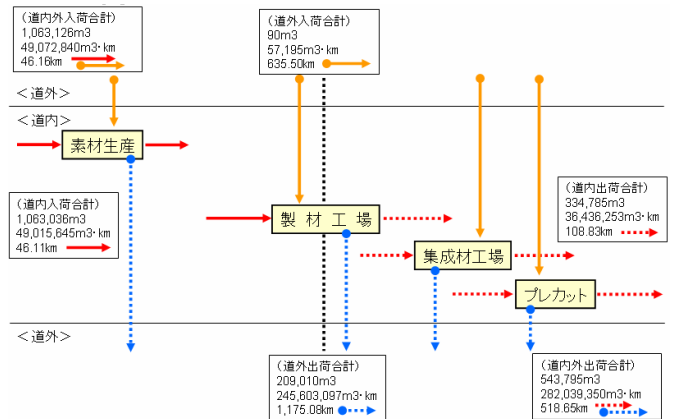 (道内外入荷合計)
1,063,126m3
49,072,840m3・km
46.16km
(道外入荷合計)
90m3
57,195m3・km
635.50km
<道外>
<道内>
素材生産
(道内入荷合計)
1,063,036m3
49,015,645m3・km
46.11km
(道内出荷合計)
334,785m3
36,436,253m3・km
108.83km
製材工場
集成材工場
プレカット
<道外>
(道外出荷合計)
209,010m3
245,603,097m3・km
1,175.08km
(道内外出荷合計)
543,795m3
282,039,350m3・km
518.65km